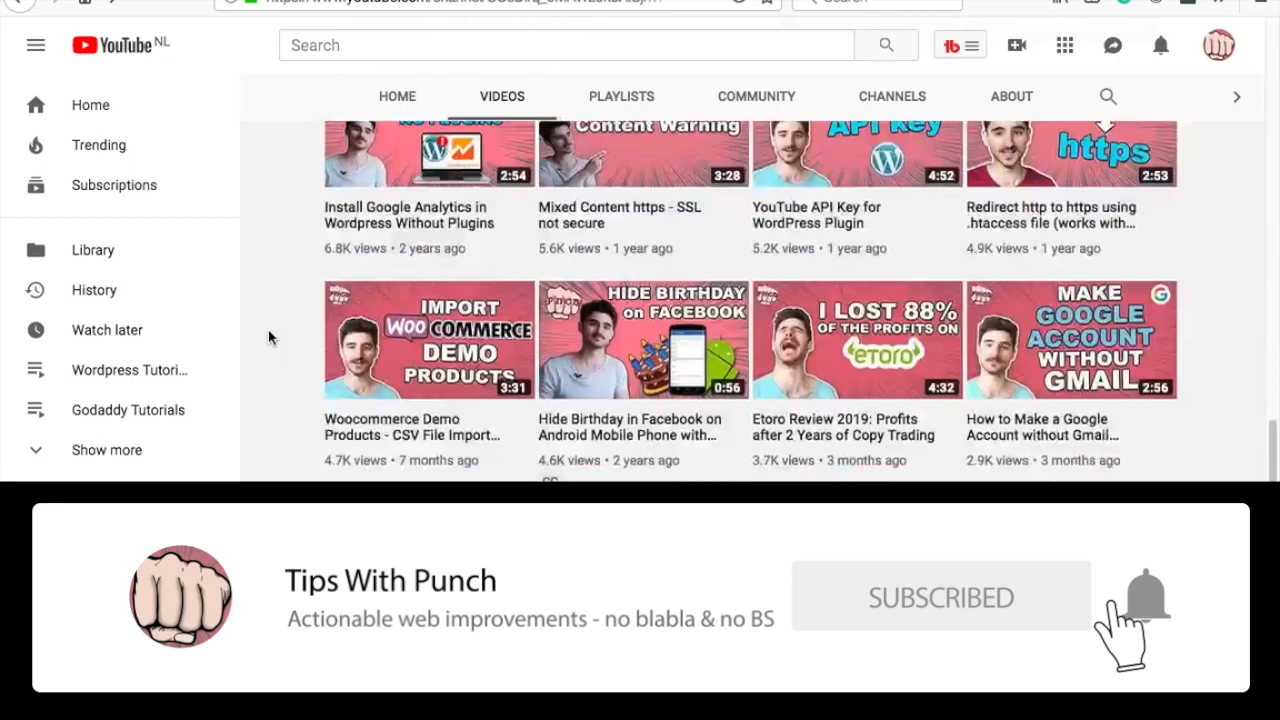 YouTube NL
Search
HOME
VIDEOS
PLAYLISTS
COMMUNITY
CHANNELS
ABOUT
Home
Trending
Subscriptions
Library
History
Watch later
Wordpress Tutori...
Godaddy Tutorials
Show more
2:54
Content Warning
3:28
API key
4:52
https
2:53
Install Google Analytics in
Wordpress Without Plugins
6.8K views • 2 years ago
Mixed Content https - SSL
not secure
5.6K views • 1 year ago
YouTube API Key for
WordPress Plugin
5.2K views • 1 year ago
Redirect http to https using
.htaccess file (works with...
4.9K views • 1 year ago
IMPORT
WOO COMMERCE
DEMO
PRODUCTS
3:31
HIDE BIRTHDAY
on FACEBOOK
0:56
I LOST 88%
OF THE PROFITS ON
eToro
4:32
MAKE
GOOGLE
ACCOUNT
WITHOUT
GMAIL
2:56
Woocommerce Demo
Products - CSV File Import...
4.7K views • 7 months ago
Hide Birthday in Facebook on
Android Mobile Phone with...
4.6K views • 2 years ago
Etoro Review 2019: Profits
after 2 Years of Copy Trading
3.7K views • 3 months ago
How to Make a Google
Account without Gmail...
2.9K views • 3 months ago
Tips With Punch
Actionable web improvements - no blabla & no BS
SUBSCRIBED